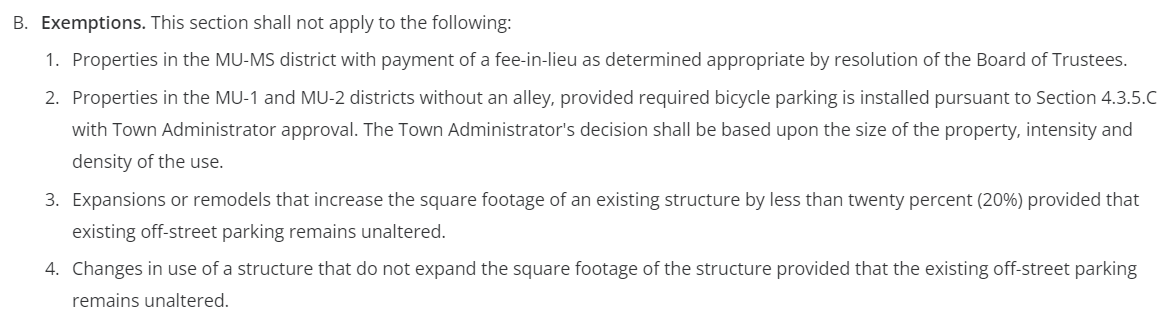 B. Exemptions. This section shall not apply to the following:
1. Properties in the MU-MS district with payment of a fee-in-lieu as determined appropriate by resolution of the Board of Trustees.
2. Properties in the MU-1 and MU-2 districts without an alley, provided required bicycle parking is installed pursuant to Section 4.3.5.C
with Town Administrator approval. The Town Administrator's decision shall be based upon the size of the property, intensity and
density of the use.
3. Expansions or remodels that increase the square footage of an existing structure by less than twenty percent (20%) provided that
existing off-street parking remains unaltered.
4. Changes in use of a structure that do not expand the square footage of the structure provided that the existing off-street parking
remains unaltered.